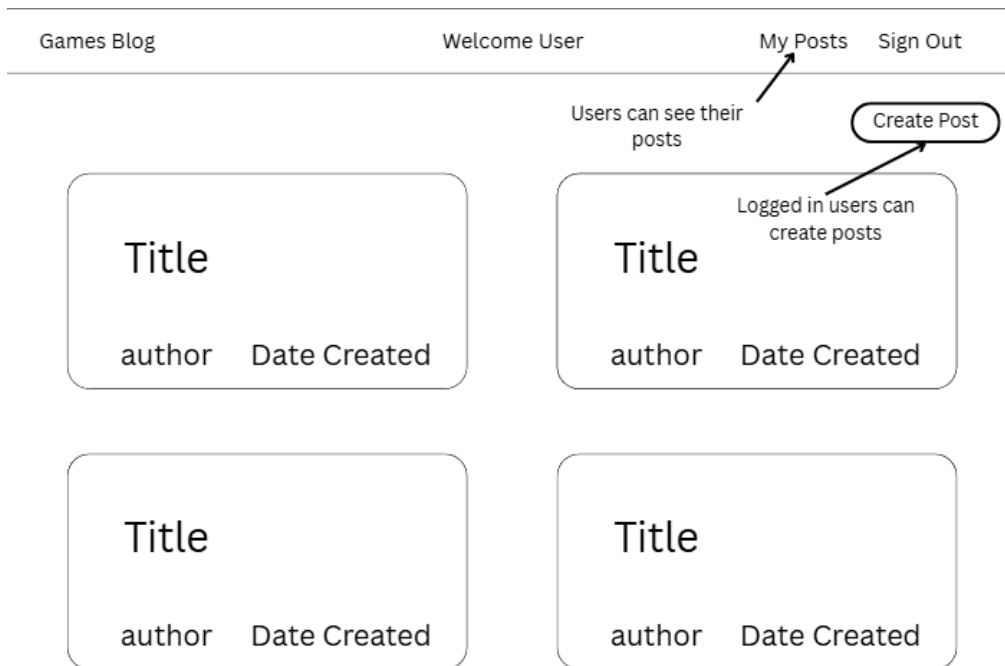 Games Blog
Welcome User
My Posts
Sign Out
Users can see their
posts
Create Post
Logged in users can
create posts
Title
author
Date Created
Title
author
Date Created
Title
author
Date Created
Title
author
Date Created